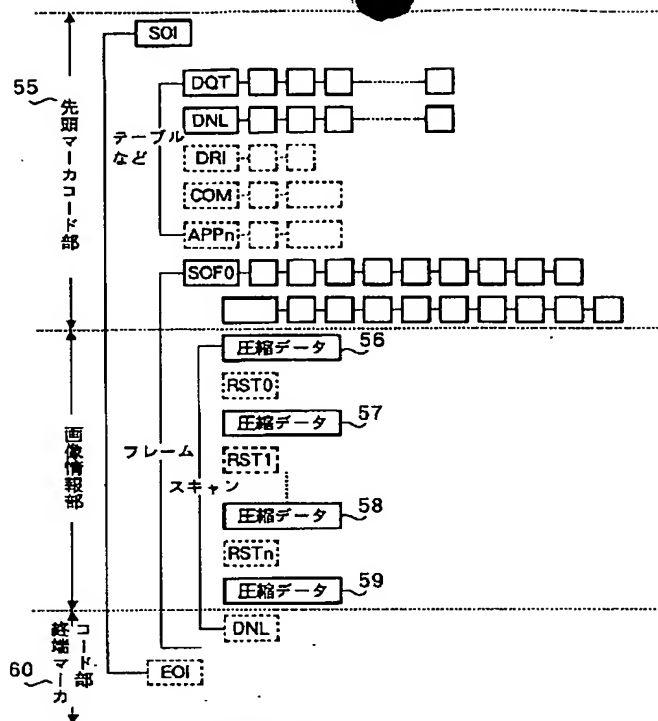 SOI
55
先頭マーカコード部
DQT
DNL
テーブル
など
DRI
COM
APPn
SOF0
圧縮データ
56
RST0
圧縮データ
57
画像情報部
フレーム
RST1
スキャン
圧縮データ
58
RSTn
圧縮データ
59
DNL
終端マーカ
コード部
60
EOI